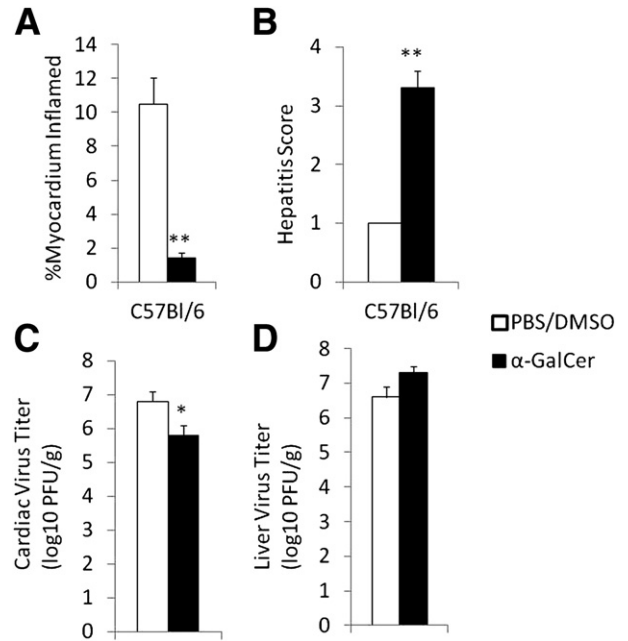 A
%Myocardium Inflamed
14
12
10
8
6
4
2
0
**
C57Bl/6
B
Hepatitis Score
4
3
2
1
0
**
C57Bl/6
PBS/DMSO
α-GalCer
C
Cardiac Virus Titer
(log10 PFU/g)
8
7
6
5
4
3
2
1
0
*
D
Liver Virus Titer
(log10 PFU/g)
8
7
6
5
4
3
2
1
0